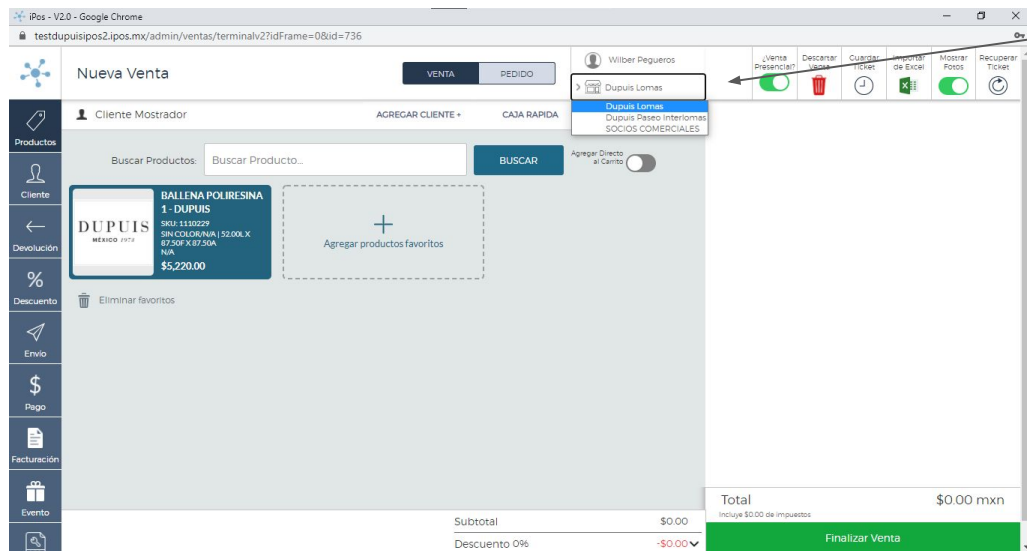 iPos - V2.0 - Google Chrome
testdupuisipos2.ipos.mx/admin/ventas/terminalv2?idFrame=0&id=736
Nueva Venta
VENTA
PEDIDO
Wilber Pegueros
Dupuis Lomas
Dupuis Lomas
Dupuis Paseo Interlomas
SOCIOS COMERCIALES
¿Venta
Presencial?
Descartar
Venta
Guardar
Ticket
Importar
de Excel
Mostrar
Fotos
Recuperar
Ticket
Cliente Mostrador
AGREGAR CLIENTE +
CAJA RAPIDA
Productos
Cliente
Devolución
Descuento
Envío
Pago
Facturación
Evento
Buscar Productos:
Buscar Producto...
BUSCAR
Agregar Directo
al Carrito
DUPUIS
MÉXICO 1973
BALLENA POLIRESINA
1 - DUPUIS
SKU: 1110229
SIN COLOR/N/A | 52.00L X
87.50F X 87.50A
N/A
$5,220.00
Agregar productos favoritos
Eliminar favoritos
Subtotal $0.00
Descuento 0% -$0.00
Total $0.00 mxn
Incluye $0.00 de impuestos
Finalizar Venta